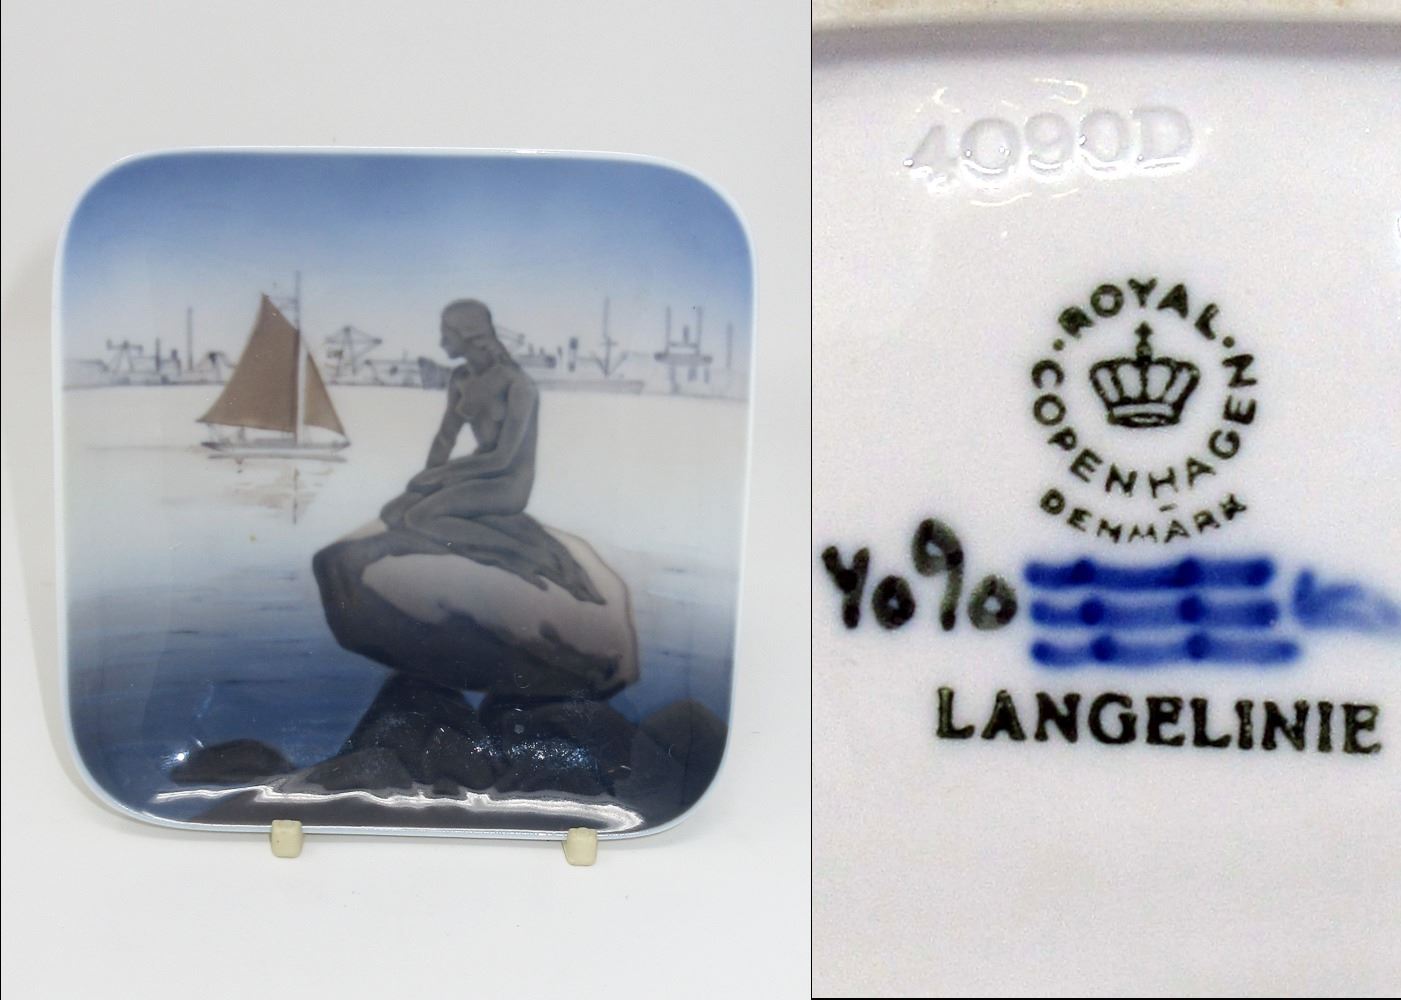 4090D
ROYAL
COPENHAGEN
DENMARK
4090
LANGELINIE